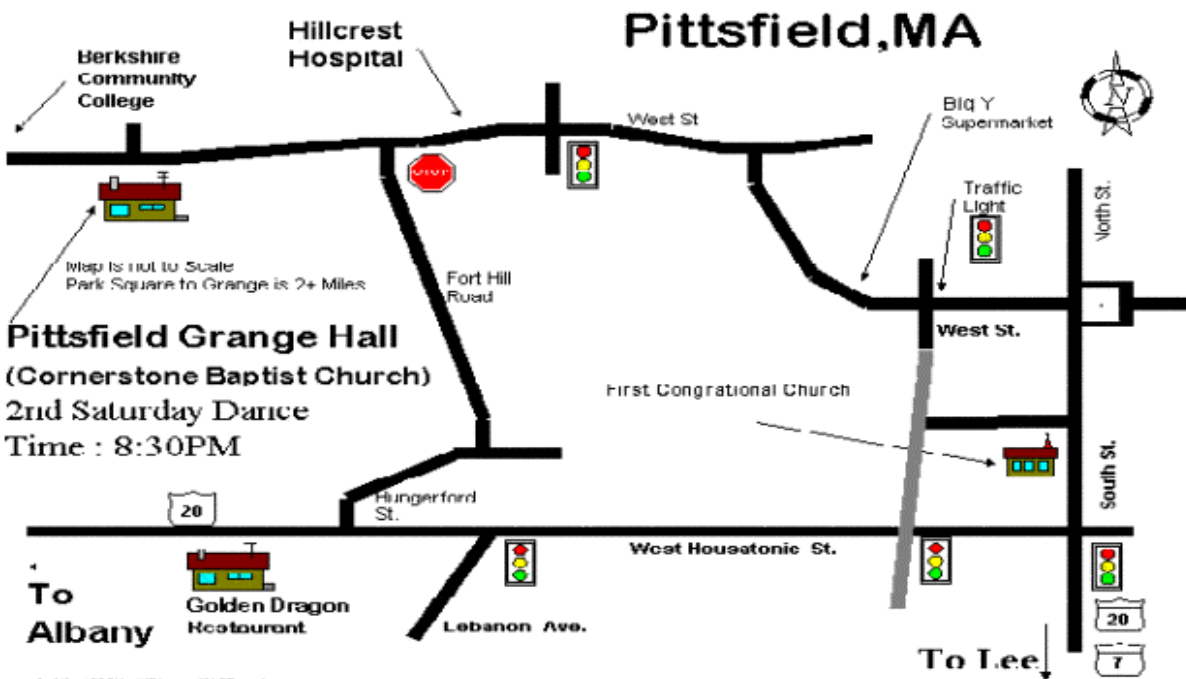 Pittsfield,MA
Hillcrest
Hospital
Berkshire
Community
College
West St
Big Y
Supermarket
N
STOP
Traffic
Light
North St.
Map is not to Scale
Park Square to Grange is 2+ Miles
Fort Hill
Road
Pittsfield Grange Hall
(Cornerstone Baptist Church)
2nd Saturday Dance
Time : 8:30PM
West St.
First Congrational Church
South St.
20
Hungerford
St.
West Housatonic St.
To
Albany
Golden Dragon
Restaurant
Lebanon Ave.
20
To Lee
7